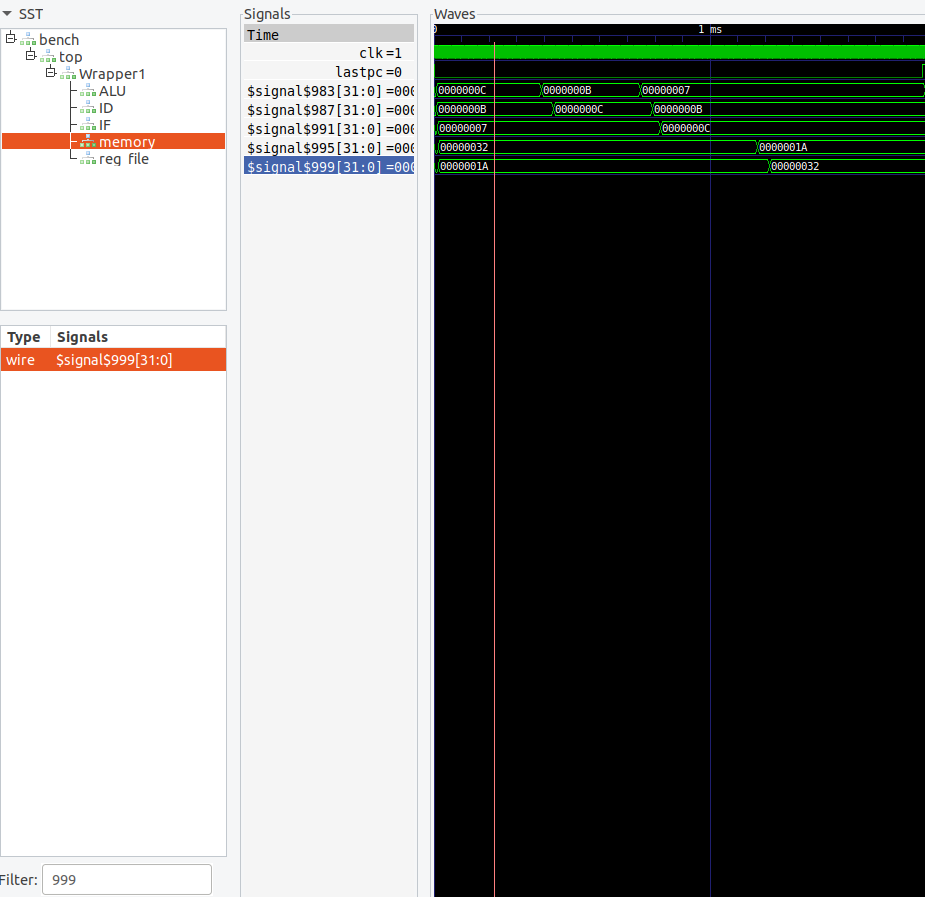 SST
bench
top
Wrapper1
ALU
ID
IF
memory
reg file
Type Signals
wire $signal$999[31:0]
Filter: 999
Signals
Time
clk=1
lastpc=0
$signal$983[31:0]=000
$signal$987[31:0]=000
$signal$991[31:0]=000
$signal$995[31:0]=000
$signal$999[31:0]=000
Waves
0 1 ms
0000000C 0000000B 00000007
0000000B 0000000C 0000000B
00000007 0000000C
00000032 0000001A
0000001A 00000032